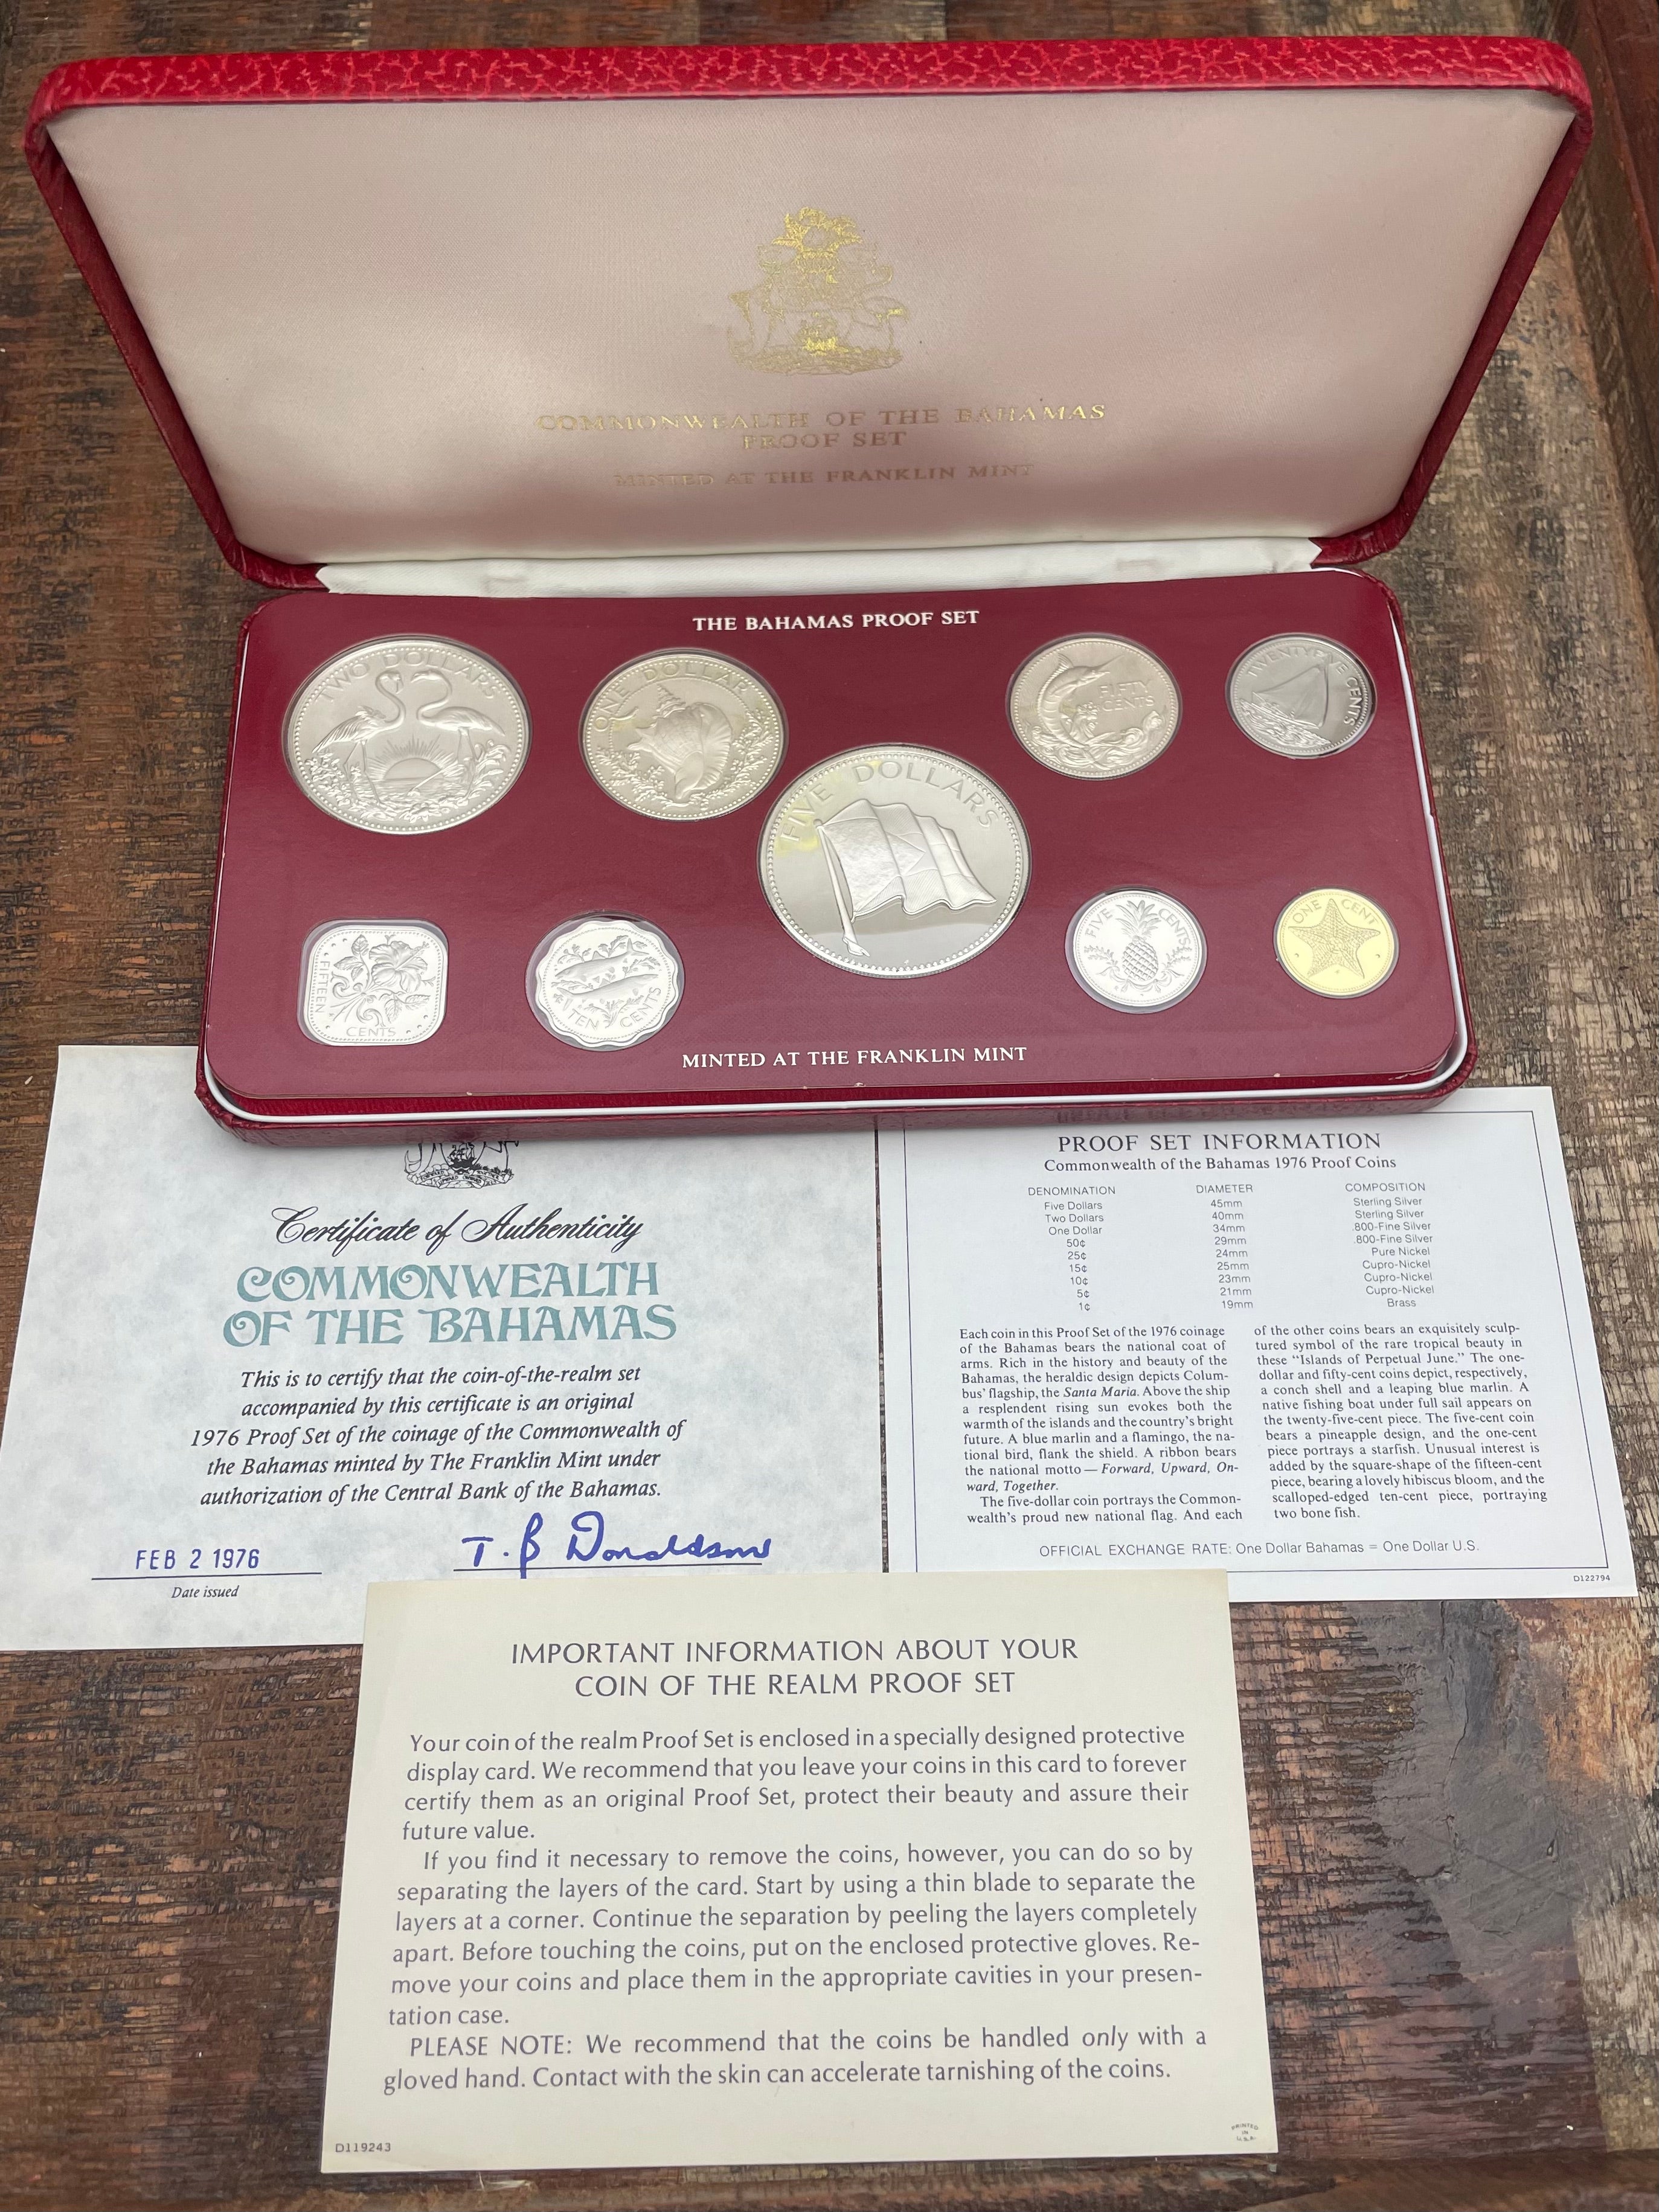 COMMONWEALTH OF THE BAHAMAS
PROOF SET
MINTED AT THE FRANKLIN MINT
THE BAHAMAS PROOF SET
TWO DOLLARS
ONE DOLLAR
FIFTY
CENTS
TWENTY FIVE CENTS
FIVE DOLLARS
FIFTEEN
CENTS
TEN CENTS
FIVE CENTS
ONE CENT
MINTED AT THE FRANKLIN MINT
Certificate of Authenticity
COMMONWEALTH
OF THE BAHAMAS
This is to certify that the coin-of-the-realm set
accompanied by this certificate is an original
1976 Proof Set of the coinage of the Commonwealth of
the Bahamas minted by The Franklin Mint under
authorization of the Central Bank of the Bahamas.
FEB 2 1976
Date issued
T. B Donaldson
PROOF SET INFORMATION
Commonwealth of the Bahamas 1976 Proof Coins
DENOMINATION DIAMETER COMPOSITION
Five Dollars 45mm Sterling Silver
Two Dollars 40mm Sterling Silver
One Dollar 34mm .800-Fine Silver
50¢ 29mm .800-Fine Silver
25¢ 24mm Pure Nickel
15¢ 25mm Cupro-Nickel
10¢ 23mm Cupro-Nickel
5¢ 21mm Cupro-Nickel
1¢ 19mm Brass
Each coin in this Proof Set of the 1976 coinage
of the Bahamas bears the national coat of
arms. Rich in the history and beauty of the
Bahamas, the heraldic design depicts Colum-
bus' flagship, the Santa Maria. Above the ship
a resplendent rising sun evokes both the
warmth of the islands and the country's bright
future. A blue marlin and a flamingo, the na-
tional bird, flank the shield. A ribbon bears
the national motto — Forward, Upward, On-
ward, Together.
The five-dollar coin portrays the Common-
wealth's proud new national flag. And each
of the other coins bears an exquisitely sculp-
tured symbol of the rare tropical beauty in
these "Islands of Perpetual June." The one-
dollar and fifty-cent coins depict, respectively,
a conch shell and a leaping blue marlin. A
native fishing boat under full sail appears on
the twenty-five-cent piece. The five-cent coin
bears a pineapple design, and the one-cent
piece portrays a starfish. Unusual interest is
added by the square-shape of the fifteen-cent
piece, bearing a lovely hibiscus bloom, and the
scalloped-edged ten-cent piece, portraying
two bone fish.
OFFICIAL EXCHANGE RATE: One Dollar Bahamas = One Dollar U.S.
D122794
IMPORTANT INFORMATION ABOUT YOUR
COIN OF THE REALM PROOF SET
Your coin of the realm Proof Set is enclosed in a specially designed protective
display card. We recommend that you leave your coins in this card to forever
certify them as an original Proof Set, protect their beauty and assure their
future value.
If you find it necessary to remove the coins, however, you can do so by
separating the layers of the card. Start by using a thin blade to separate the
layers at a corner. Continue the separation by peeling the layers completely
apart. Before touching the coins, put on the enclosed protective gloves. Re-
move your coins and place them in the appropriate cavities in your presen-
tation case.
PLEASE NOTE: We recommend that the coins be handled only with a
gloved hand. Contact with the skin can accelerate tarnishing of the coins.
D119243
PRINTED
IN
U.S.A.